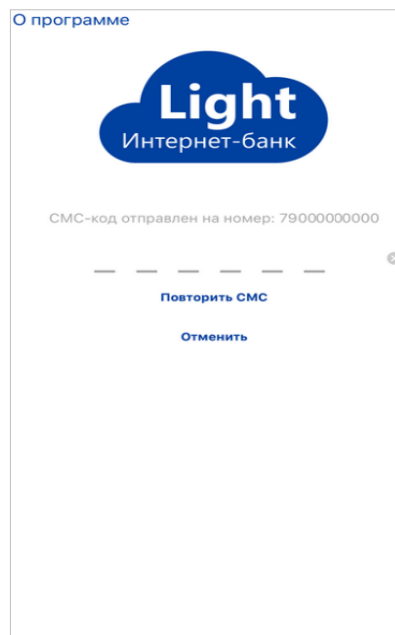 О программе
Light
Интернет-банк
СМС-код отправлен на номер: 79000000000
Повторить СМС
Отменить